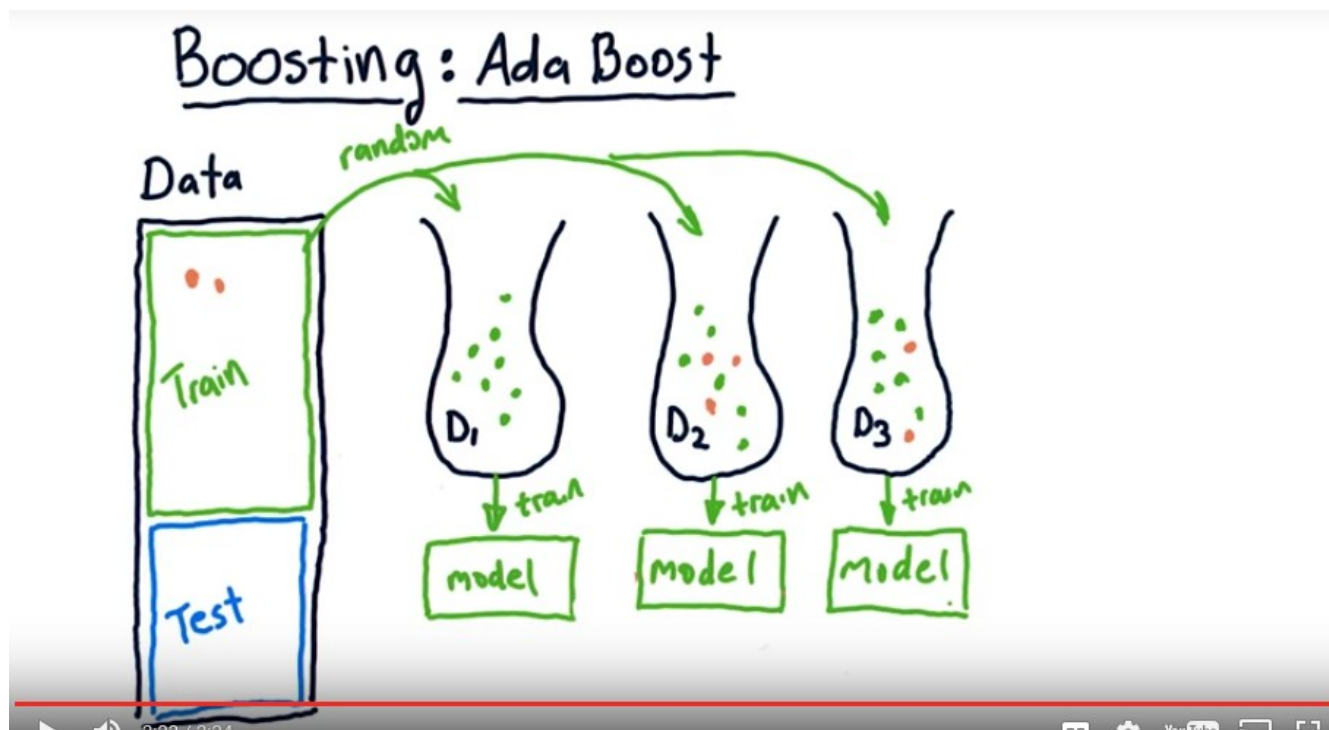 Boosting: Ada Boost
random
Data
Train
D1
D2
D3
train
train
train
model
model
model
Test